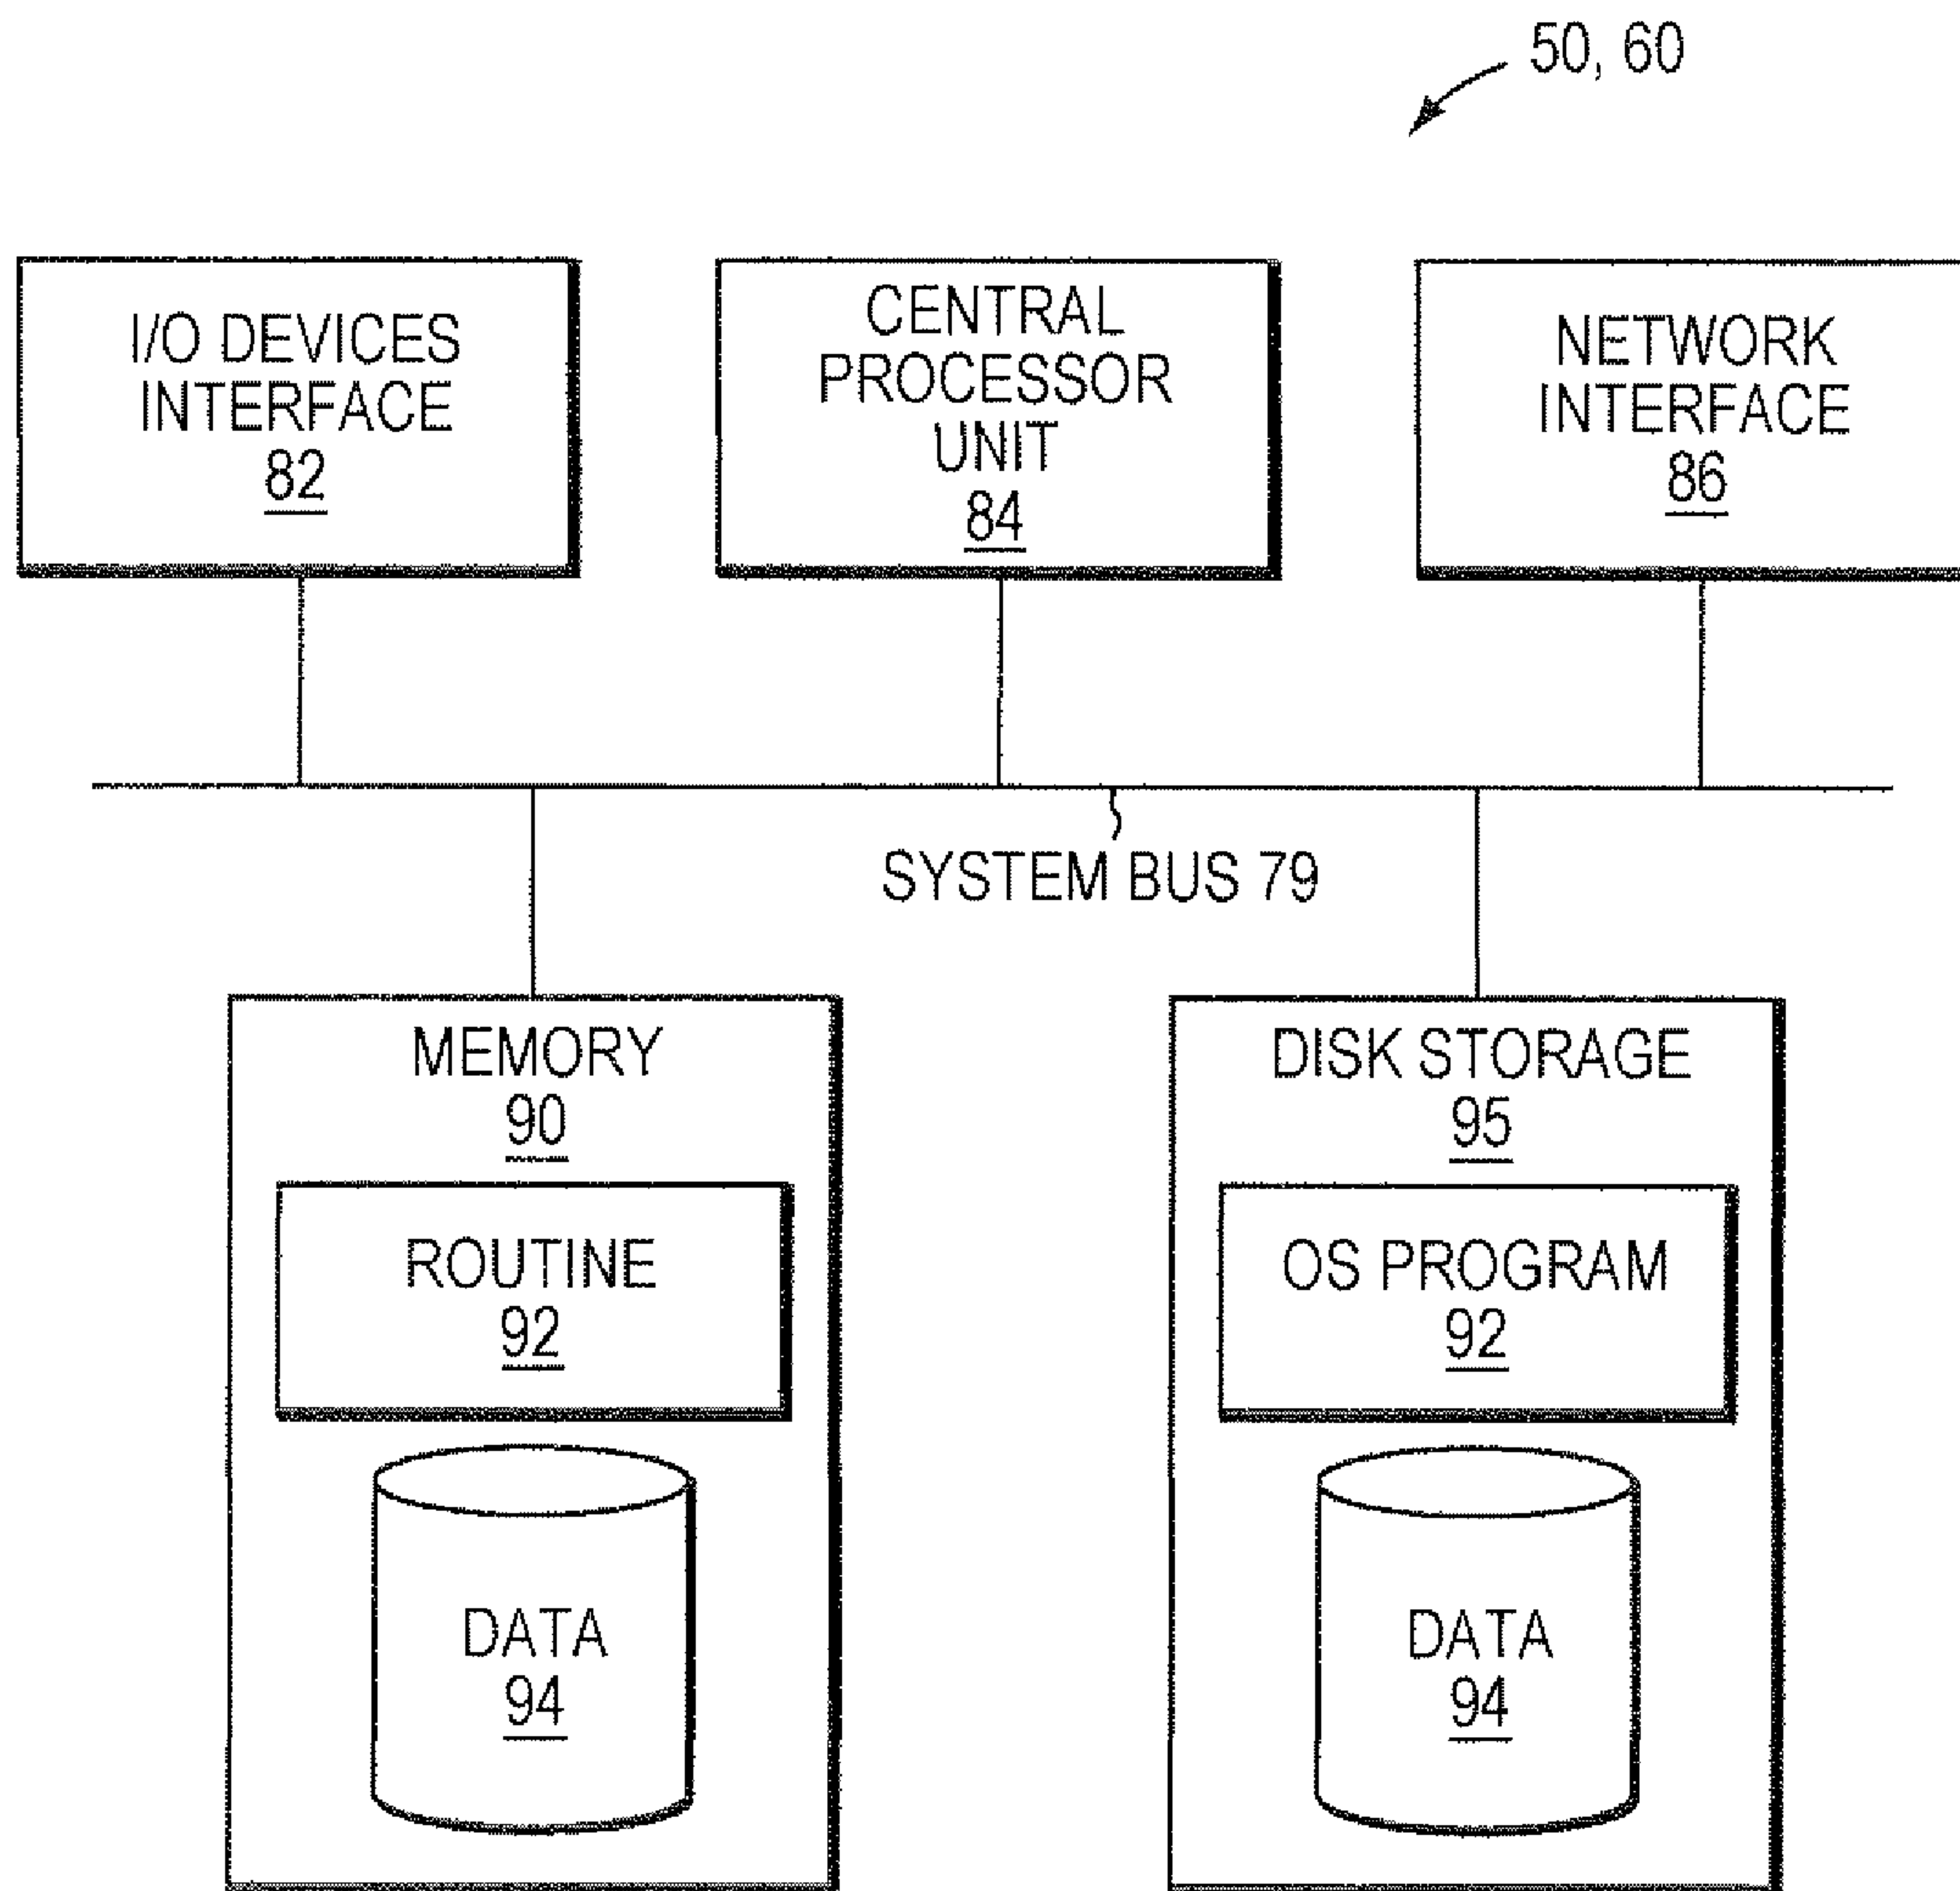 50, 60
I/O DEVICES
INTERFACE
82
CENTRAL
PROCESSOR
UNIT
84
NETWORK
INTERFACE
86
SYSTEM BUS 79
MEMORY
90
ROUTINE
92
DATA
94
DISK STORAGE
95
OS PROGRAM
92
DATA
94